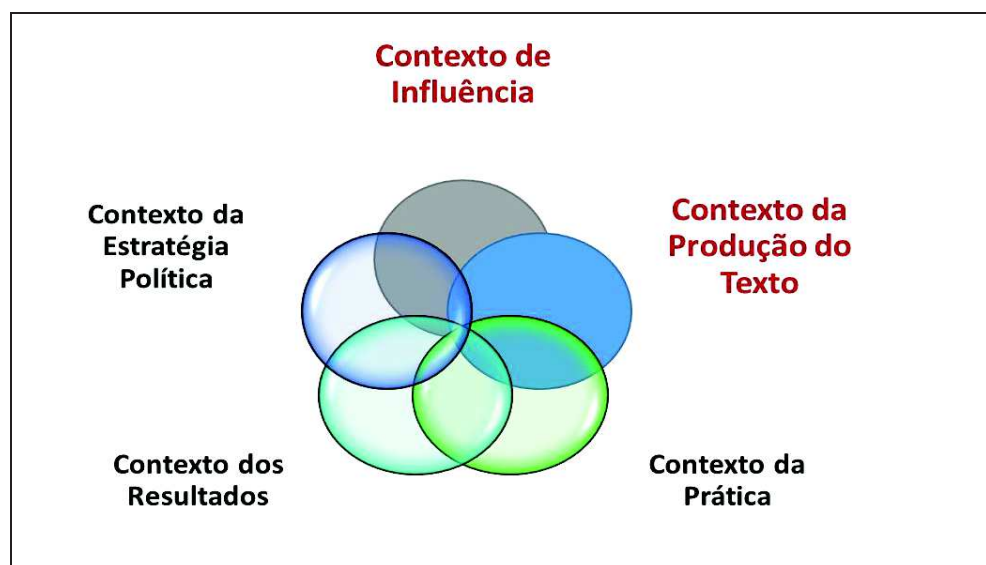 Contexto de
Influência
Contexto da
Estratégia
Política
Contexto da
Produção do
Texto
Contexto dos
Resultados
Contexto da
Prática